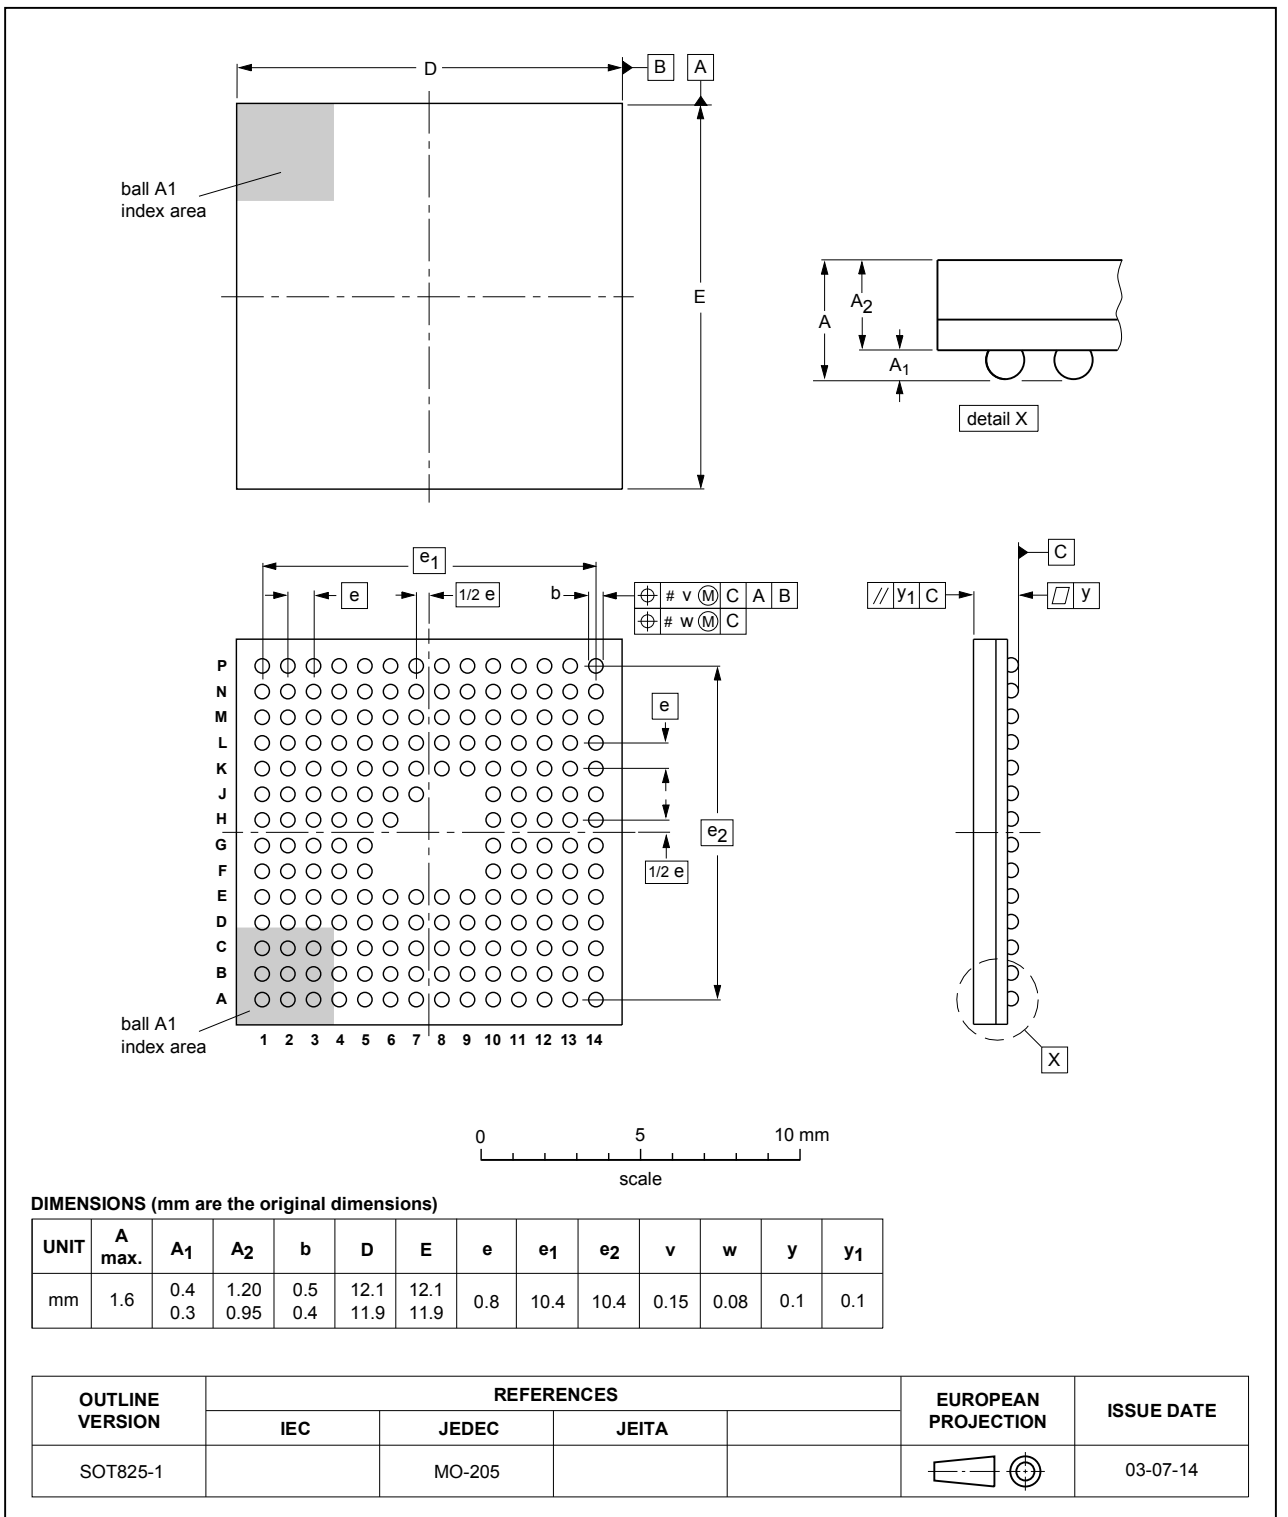 D
B
A
ball A1
index area
E
A
A2
A1
detail X
e1
e
1/2 e
b
# v M C A B
# w M C
C
// y1 C
y
P
N
M
L
K
J
H
G
F
E
D
C
B
A
e
e2
1/2 e
ball A1
index area
1 2 3 4 5 6 7 8 9 10 11 12 13 14
X
0 5 10 mm
scale
DIMENSIONS (mm are the original dimensions)
UNIT A max. A1 A2 b D E e e1 e2 v w y y1
mm 1.6 0.4 0.3 1.20 0.95 0.5 0.4 12.1 11.9 12.1 11.9 0.8 10.4 10.4 0.15 0.08 0.1 0.1
OUTLINE VERSION REFERENCES EUROPEAN PROJECTION ISSUE DATE
IEC JEDEC JEITA
SOT825-1 MO-205 03-07-14